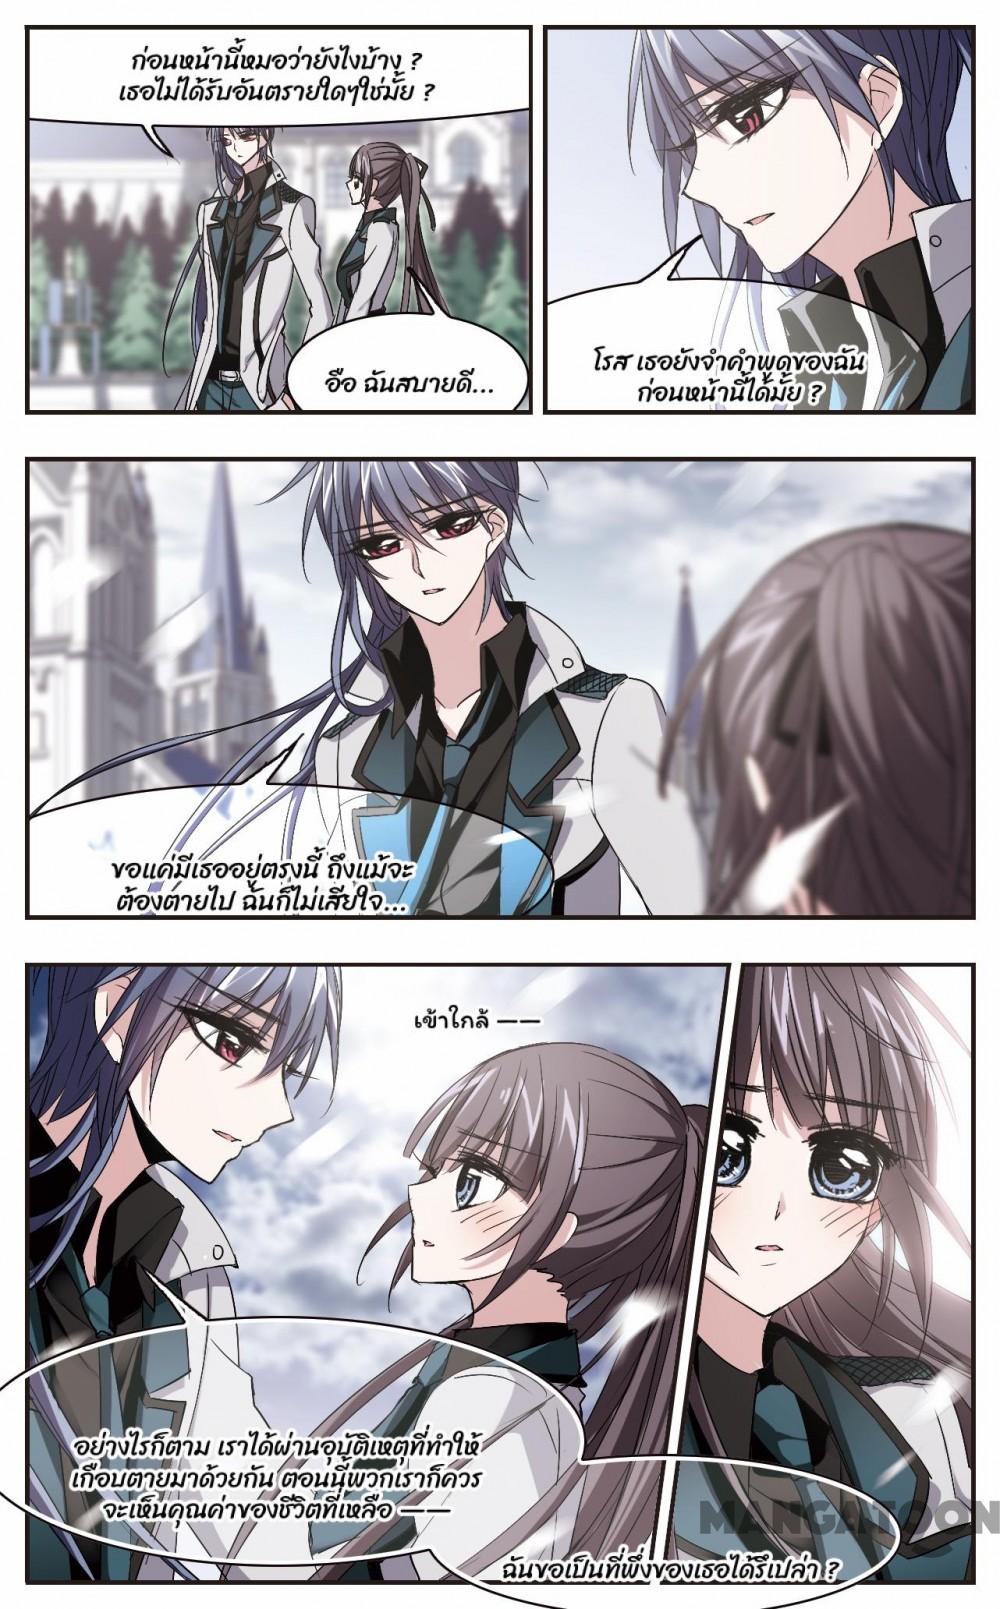 ก่อนหน้านี้หมอว่ายังไงบ้าง ?
เธอไม่ได้รับอันตรายใดๆใช่มั้ย ?
อือ ฉันสบายดี...
โรส เธอยังจำคำพูดของฉัน
ก่อนหน้านี้ได้มั้ย ?
ขอแค่มีเธออยู่ตรงนี้ ถึงแม้จะ
ต้องตายไป ฉันก็ไม่เสียใจ...
เข้าใกล้ ——
อย่างไรก็ตาม เราได้ผ่านอุบัติเหตุที่ทำให้
เกือบตายมาด้วยกัน ตอนนี้พวกเราก็ควร
จะเห็นคุณค่าของชีวิตที่เหลือ ——
MANGATOON
ฉันขอเป็นที่พึ่งของเธอได้รึเปล่า ?